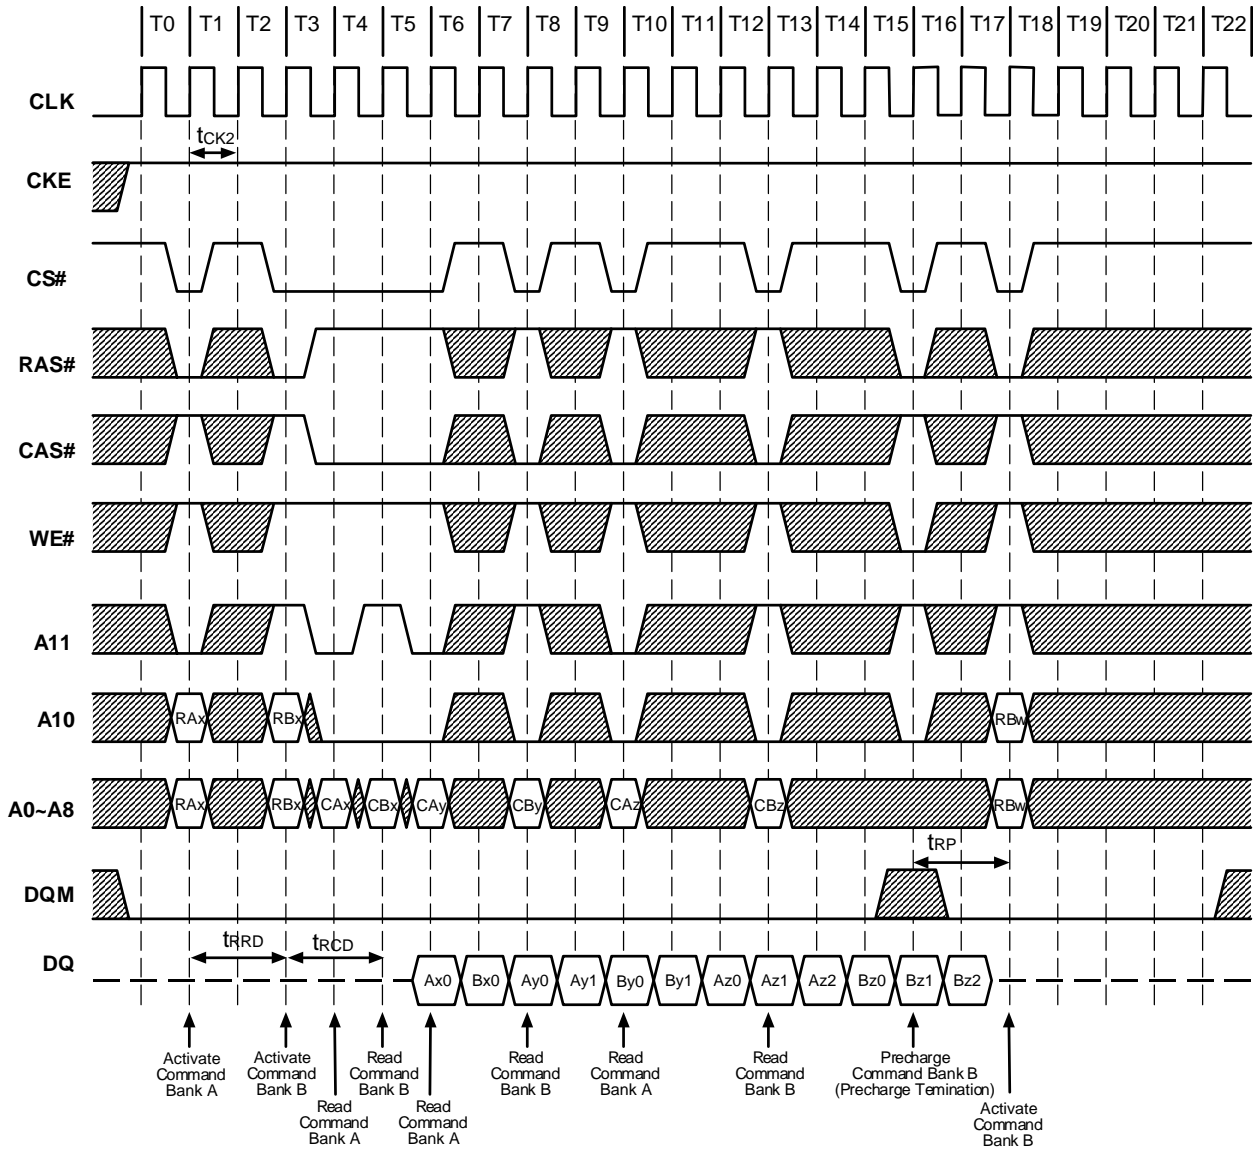 T0 T1 T2 T3 T4 T5 T6 T7 T8 T9 T10 T11 T12 T13 T14 T15 T16 T17 T18 T19 T20 T21 T22
CLK
tCK2
CKE
CS#
RAS#
CAS#
WE#
A11
A10
RAx RBx RBw
A0~A8
RAx RBx CAx CBx CAy CBy CAz CBz RBw
tRP
DQM
tRRD tRCD
DQ
Ax0 Bx0 Ay0 Ay1 By0 By1 Az0 Az1 Az2 Bz0 Bz1 Bz2
Activate
Command
Bank A
Activate
Command
Bank B
Read
Command
Bank A
Read
Command
Bank B
Read
Command
Bank A
Read
Command
Bank B
Read
Command
Bank A
Read
Command
Bank B
Precharge
Command Bank B
(Precharge Temination)
Activate
Command
Bank B